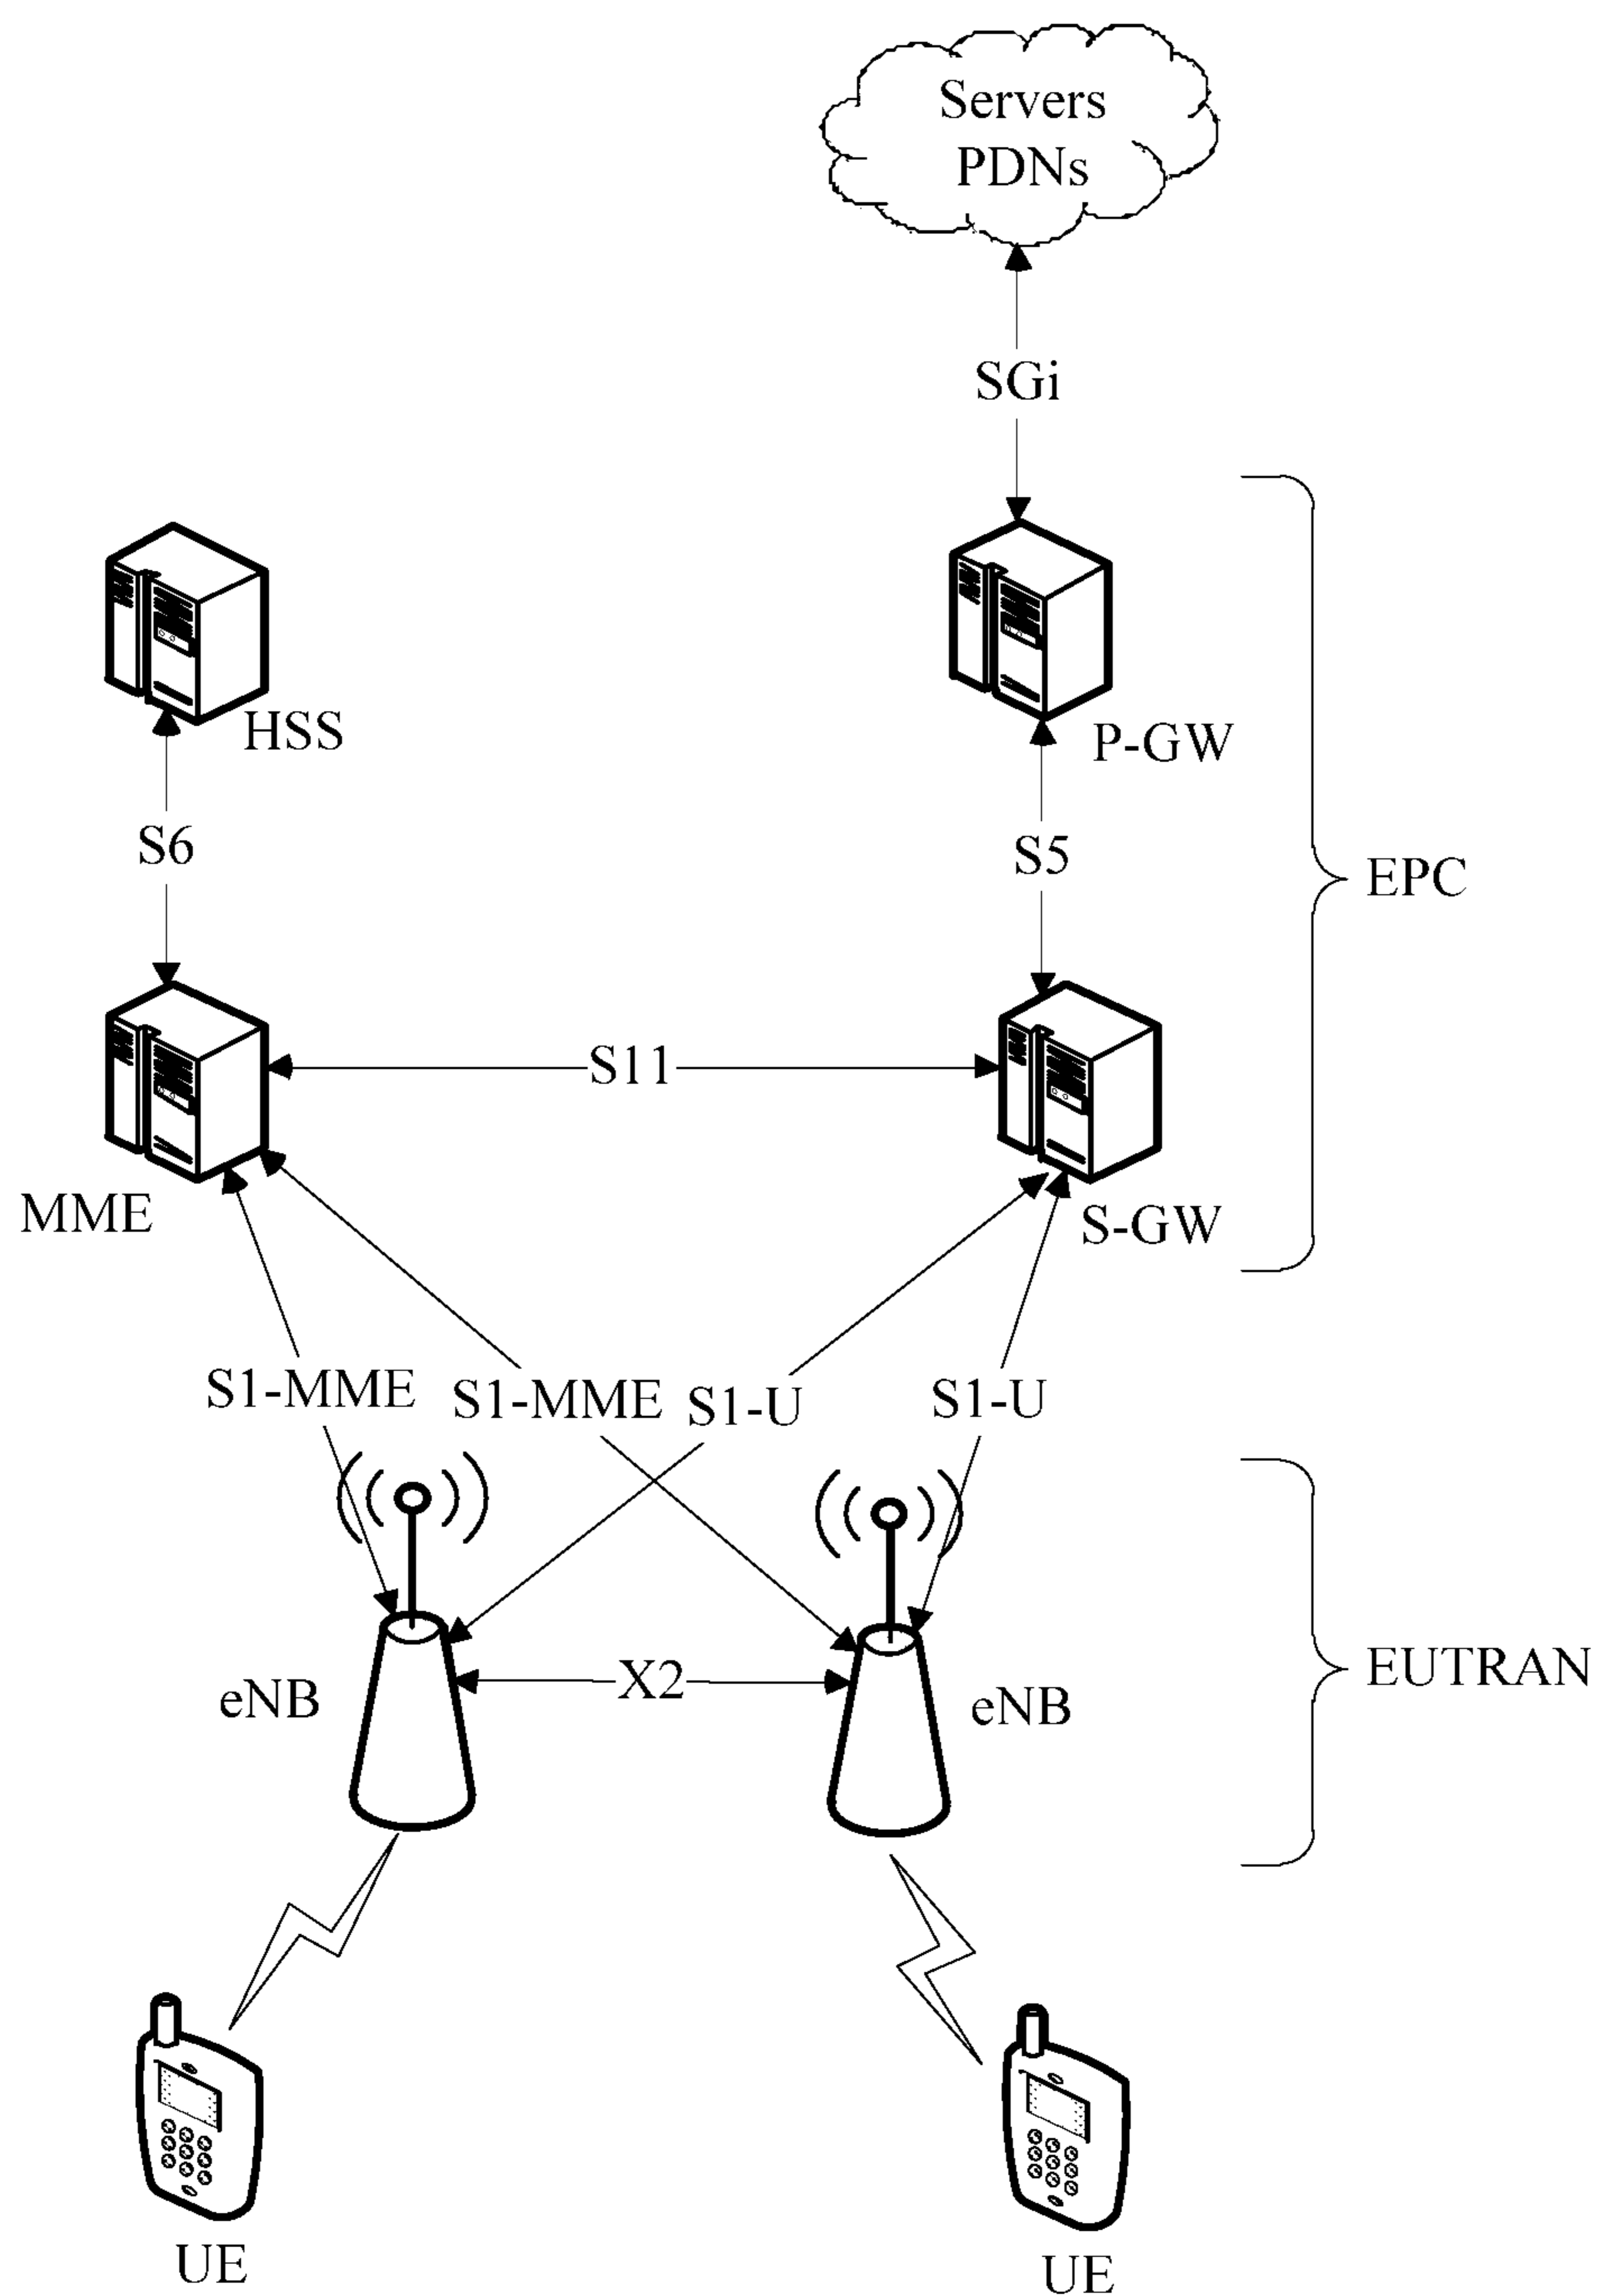 Servers
PDNs
SGi
HSS
P-GW
S6
S5
EPC
S11
MME
S-GW
S1-MME
S1-MME
S1-U
S1-U
eNB
X2
eNB
EUTRAN
UE
UE